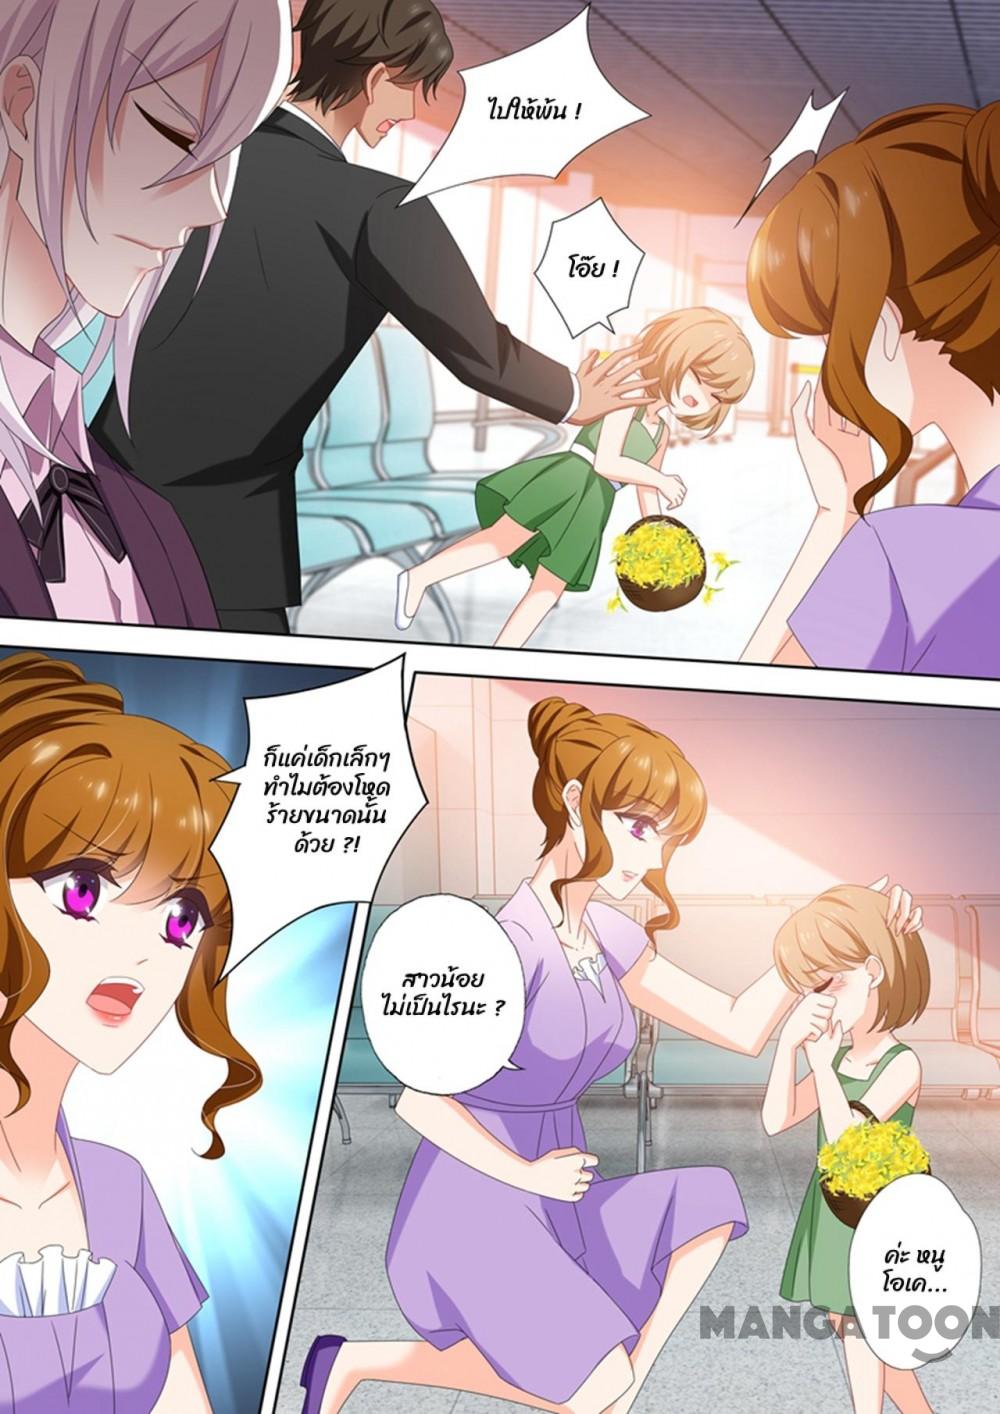 ไปให้พ้น !
โอ๊ย !
ก็แค่เด็กเล็กๆ
ทำไมต้องโหด
ร้ายขนาดนั้น
ด้วย ?!
สาวน้อย
ไม่เป็นไรนะ ?
ค่ะ หนู
โอเค...
MANGATOON